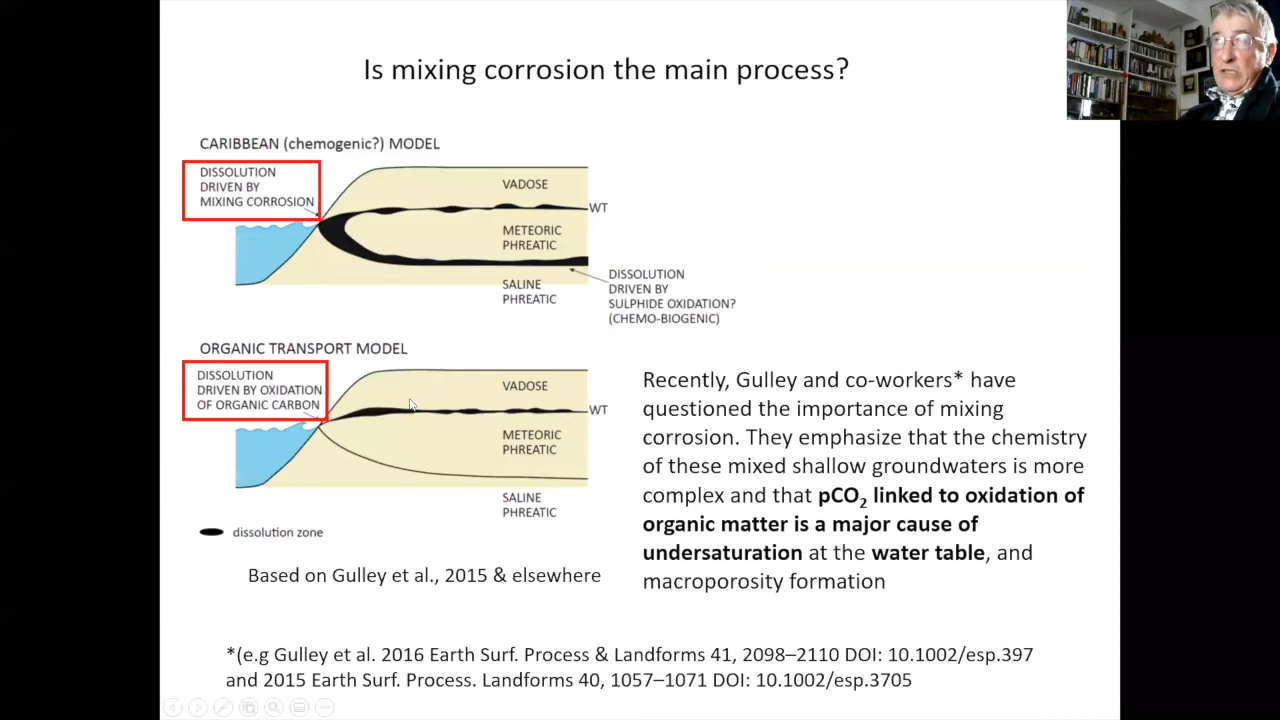 Is mixing corrosion the main process?
CARIBBEAN (chemogenic?) MODEL
DISSOLUTION
DRIVEN BY
MIXING CORROSION
VADOSE
WT
METEORIC
PHREATIC
SALINE
PHREATIC
DISSOLUTION
DRIVEN BY
SULPHIDE OXIDATION?
(CHEMO-BIOGENIC)
ORGANIC TRANSPORT MODEL
DISSOLUTION
DRIVEN BY OXIDATION
OF ORGANIC CARBON
VADOSE
WT
METEORIC
PHREATIC
SALINE
PHREATIC
dissolution zone
Based on Gulley et al., 2015 & elsewhere
Recently, Gulley and co-workers* have
questioned the importance of mixing
corrosion. They emphasize that the chemistry
of these mixed shallow groundwaters is more
complex and that pCO₂ linked to oxidation of
organic matter is a major cause of
undersaturation at the water table, and
macroporosity formation
*(e.g Gulley et al. 2016 Earth Surf. Process & Landforms 41, 2098–2110 DOI: 10.1002/esp.397
and 2015 Earth Surf. Process. Landforms 40, 1057–1071 DOI: 10.1002/esp.3705